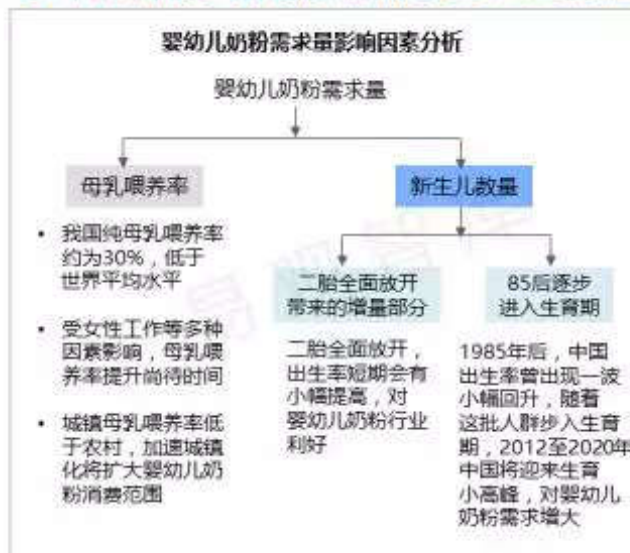 婴幼儿奶粉需求量影响因素分析
婴幼儿奶粉需求量
母乳喂养率
• 我国纯母乳喂养率
约为30%，低于
世界平均水平
• 受女性工作等多种
因素影响，母乳喂
养率提升尚待时间
• 城镇母乳喂养率低
于农村，加速城镇
化将扩大婴幼儿奶
粉消费范围
新生儿数量
二胎全面放开
带来的增量部分
二胎全面放开，
出生率短期会有
小幅提高，对
婴幼儿奶粉行业
利好
85后逐步
进入生育期
1985年后，中国
出生率曾出现一波
小幅回升，随着
这批人群步入生育
期，2012至2020年
中国将迎来生育
小高峰，对婴幼儿
奶粉需求增大